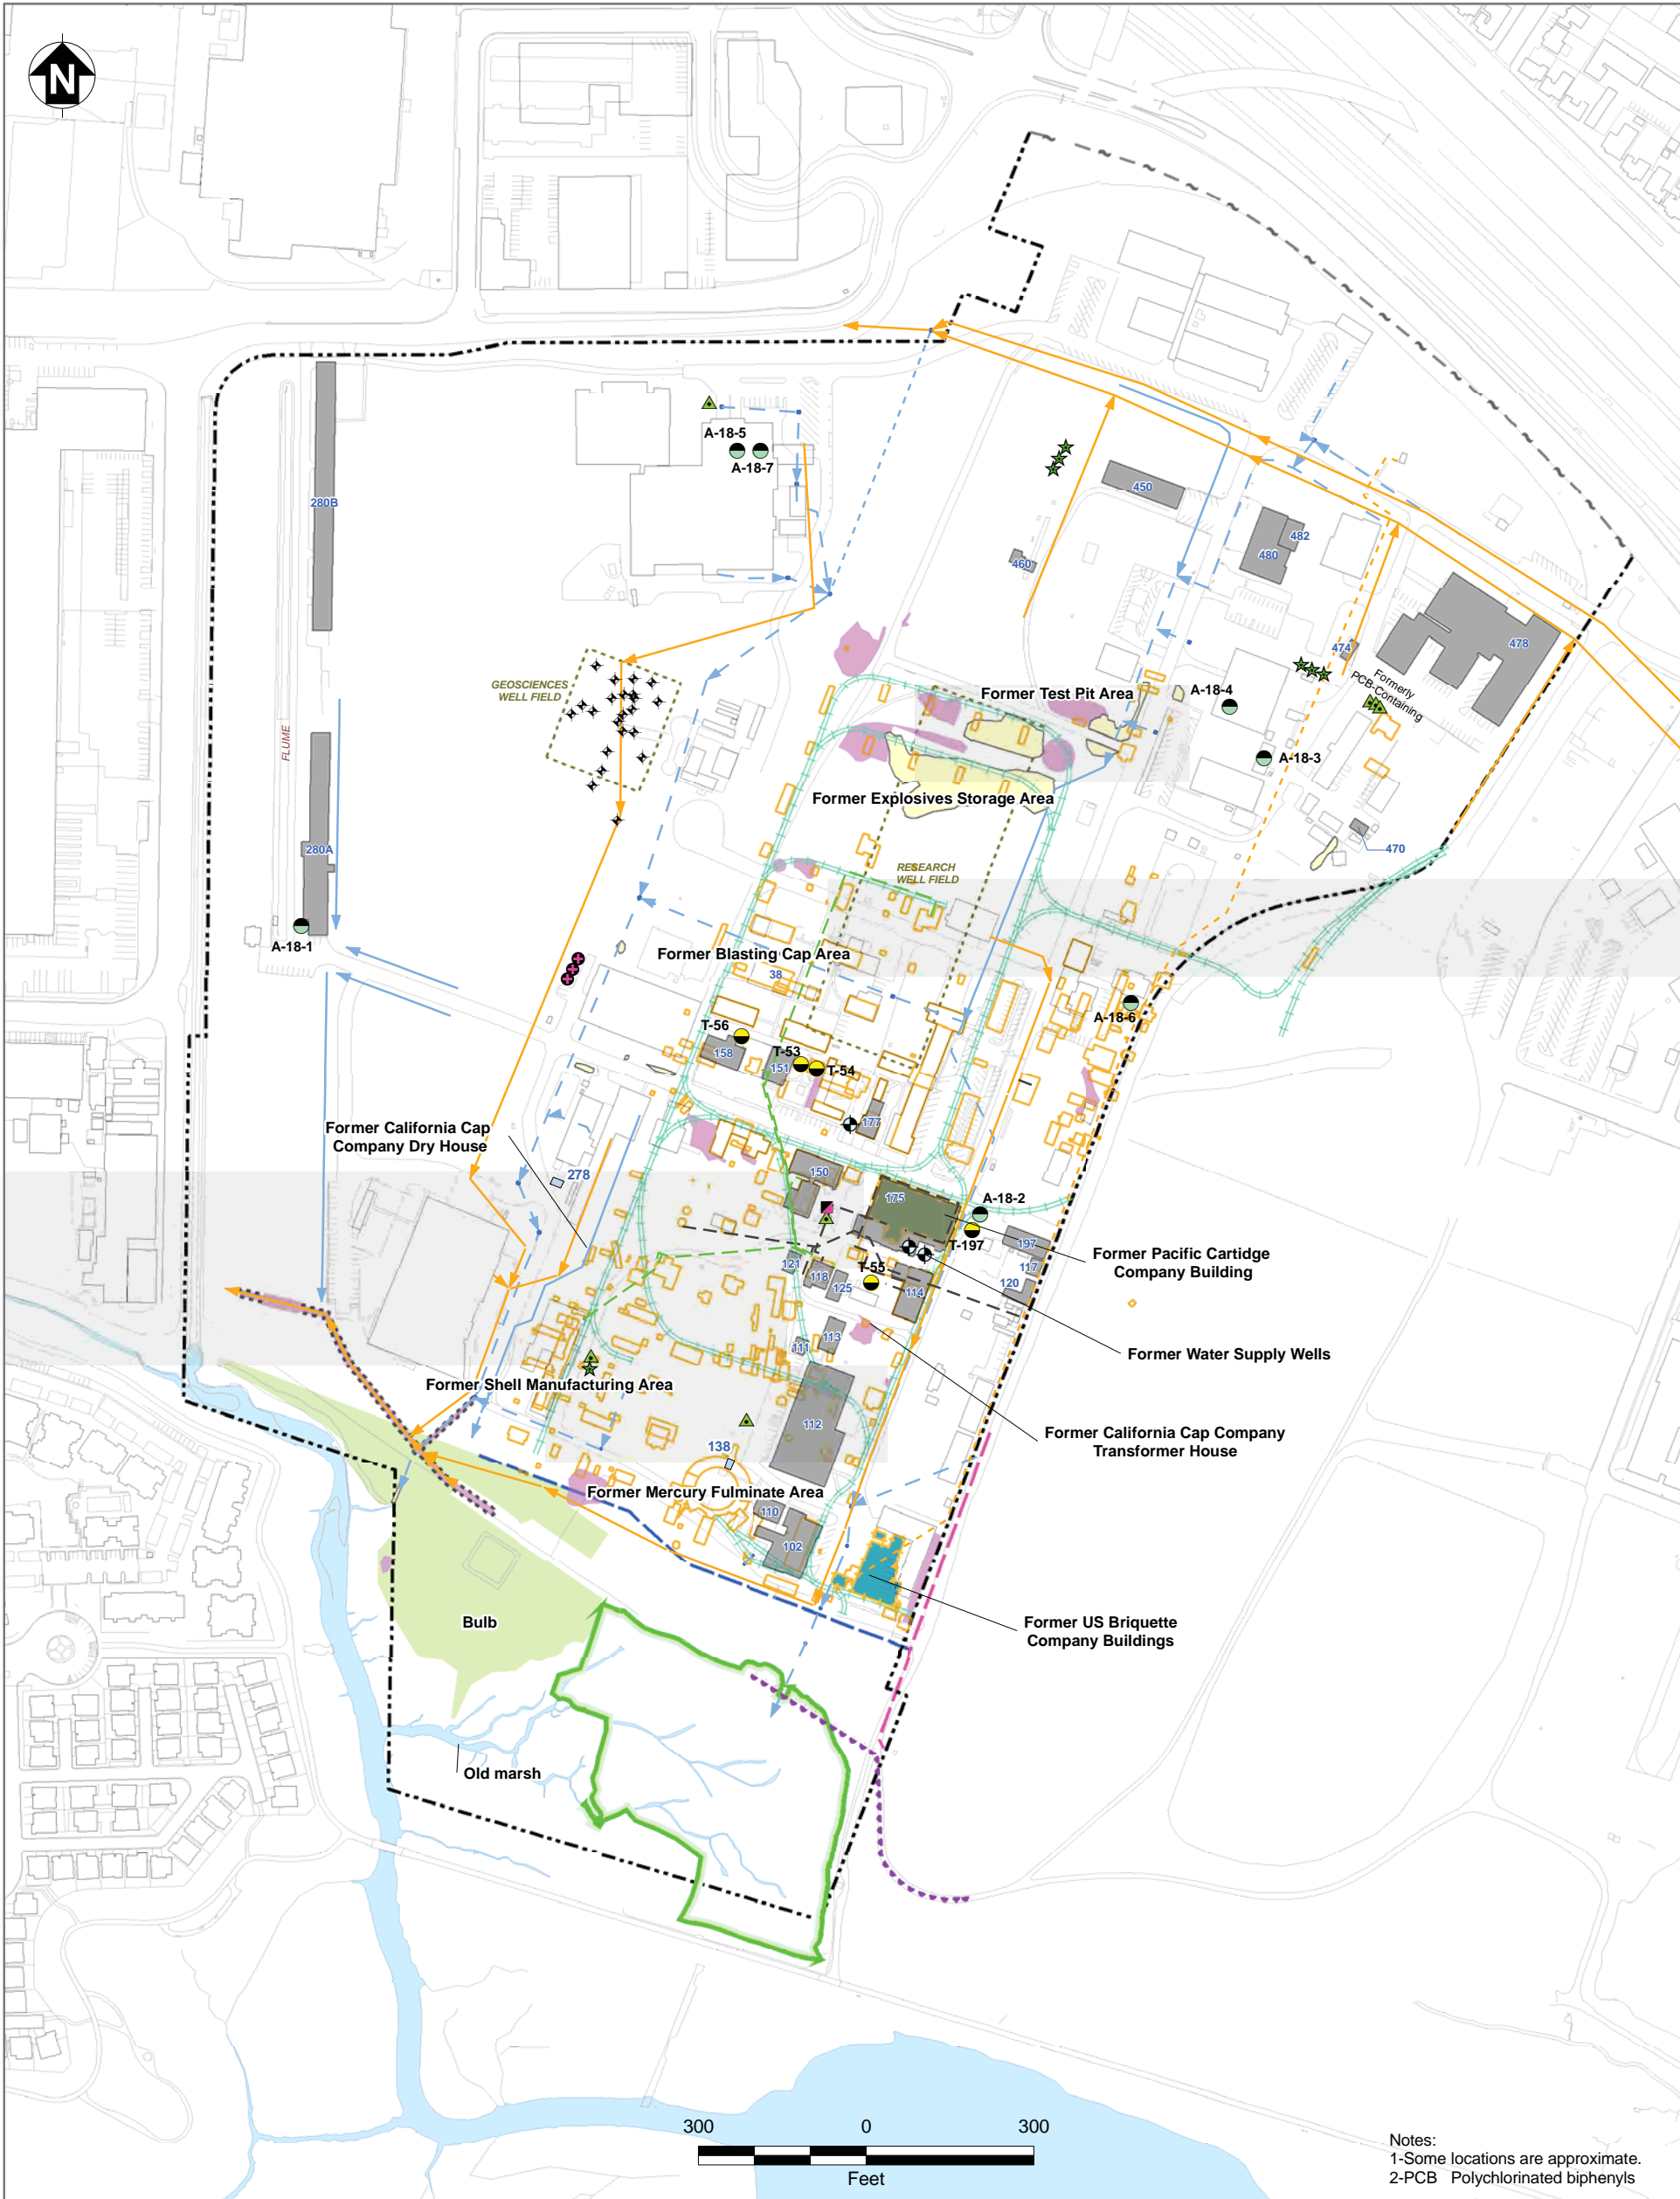 N
A-18-5
A-18-7
280B
450
482
480
460
474
478
Formerly
PCB-Containing
GEOSCIENCES
WELL FIELD
Former Test Pit Area
A-18-4
FLUME
A-18-3
Former Explosives Storage Area
280A
470
RESEARCH
WELL FIELD
A-18-1
Former Blasting Cap Area
38
A-18-6
T-56
158
T-53
151
T-54
177
Former California Cap
Company Dry House
278
150
175
A-18-2
T-197
197
117
Former Pacific Cartidge
Company Building
121
118
T-55
125
114
120
113
111
Former Water Supply Wells
Former Shell Manufacturing Area
112
138
Former California Cap Company
Transformer House
Former Mercury Fulminate Area
110
102
Bulb
Former US Briquette
Company Buildings
Old marsh
300 0 300
Feet
Notes:
1-Some locations are approximate.
2-PCB Polychlorinated biphenyls